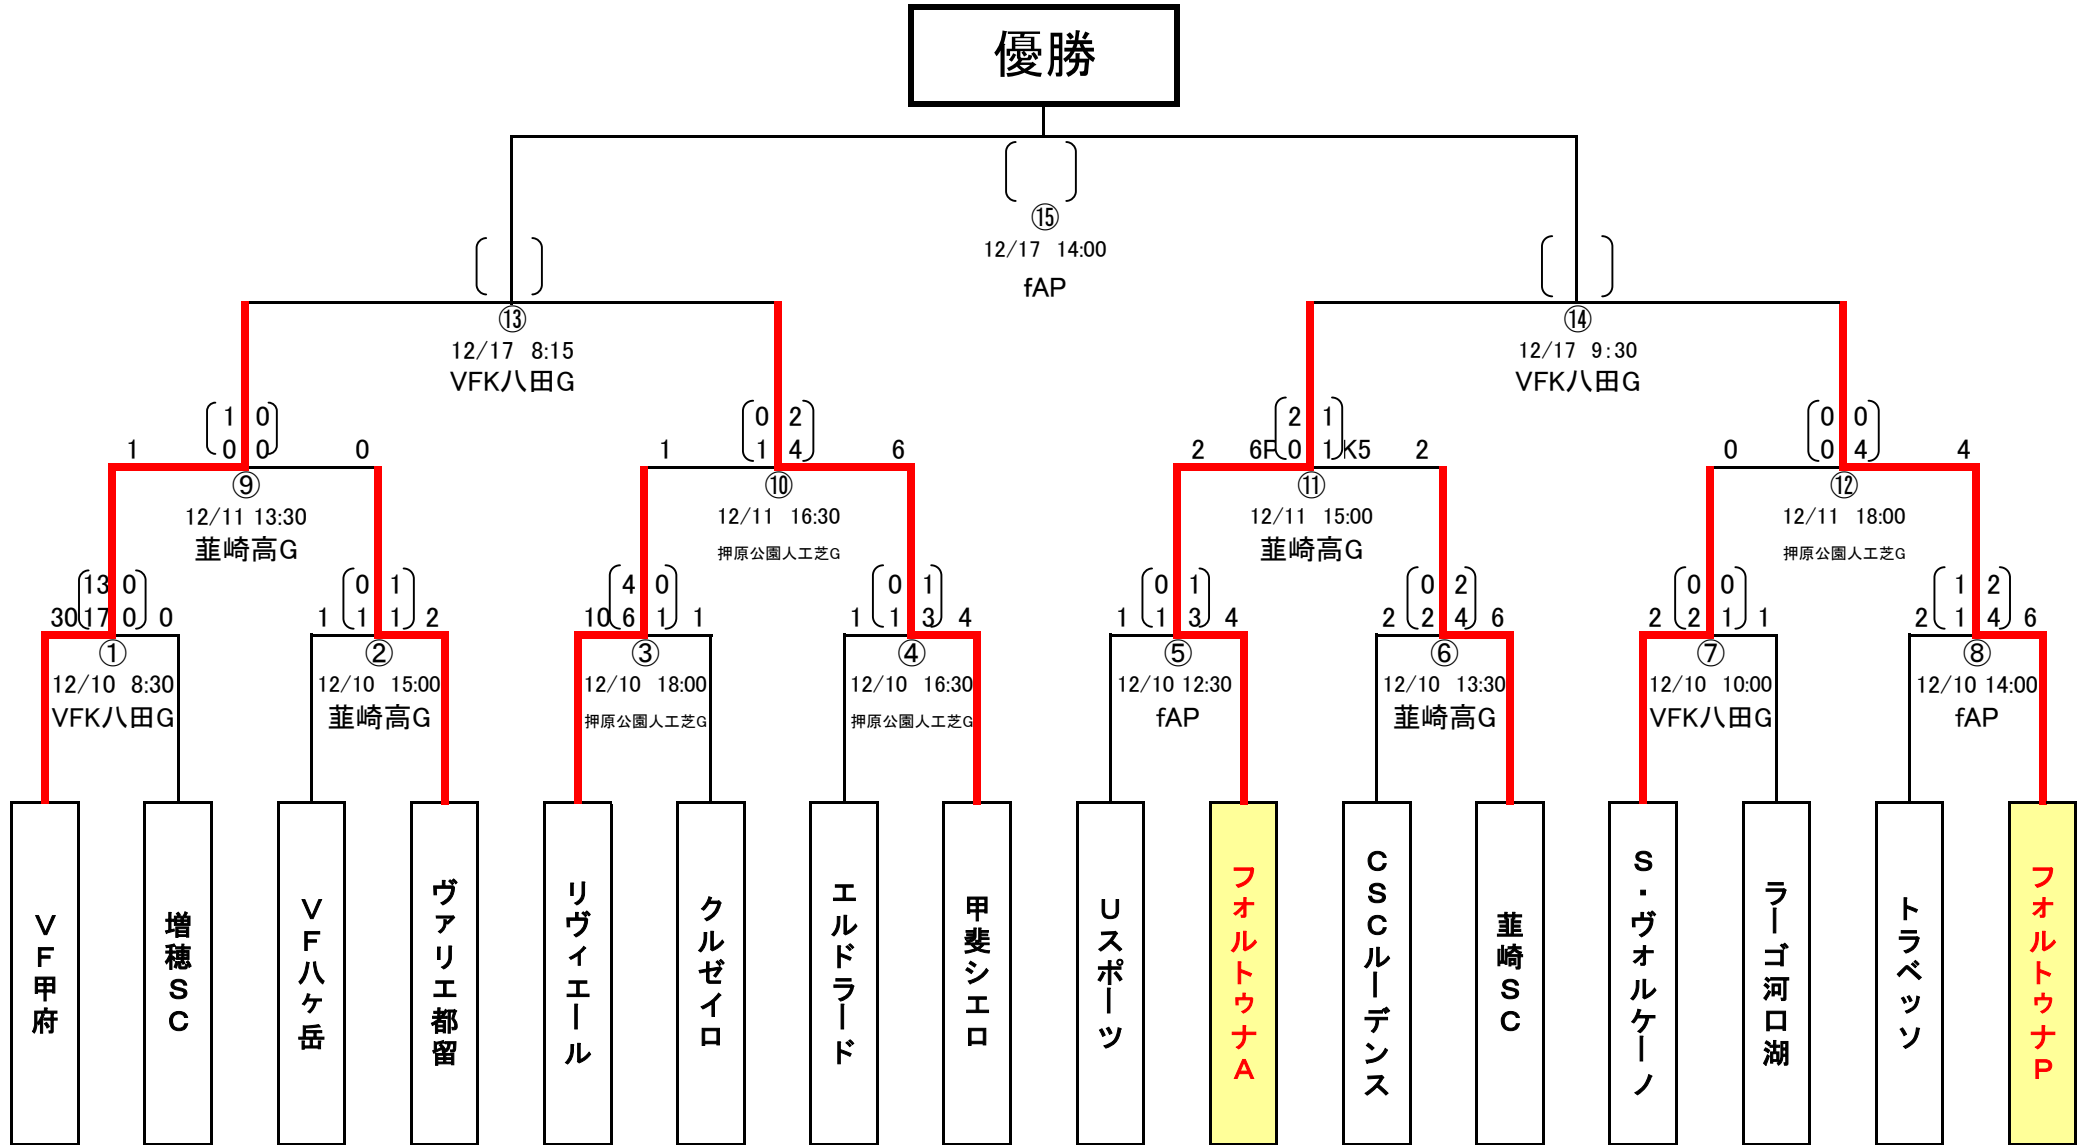 優勝
⑮
12/17 14:00
fAP
⑬
12/17 8:15
VFK八田G
⑭
12/17 9:30
VFK八田G
1 0
1 0 0 0
⑨
12/11 13:30
韮崎高G
0 2
1 1 4 6
⑩
12/11 16:30
押原公園人工芝G
2 1
2 6P 0 1 K5 2
⑪
12/11 15:00
韮崎高G
0 0
0 0 4 4
⑫
12/11 18:00
押原公園人工芝G
13 0
30 17 0 0
①
12/10 8:30
VFK八田G
0 1
1 1 1 2
②
12/10 15:00
韮崎高G
4 0
10 6 1 1
③
12/10 18:00
押原公園人工芝G
0 1
1 1 3 4
④
12/10 16:30
押原公園人工芝G
0 1
1 1 3 4
⑤
12/10 12:30
fAP
0 2
2 2 4 6
⑥
12/10 13:30
韮崎高G
0 0
2 2 1 1
⑦
12/10 10:00
VFK八田G
1 2
2 1 4 6
⑧
12/10 14:00
fAP
VF甲府
増穂SC
VF八ヶ岳
ヴァリエ都留
リヴィエール
クルゼイロ
エルドラード
甲斐シエロ
Uスポーツ
フォルトゥナA
CSCルーデンス
韮崎SC
S・ヴォルケーノ
ラーゴ河口湖
トラベッソ
フォルトゥナP